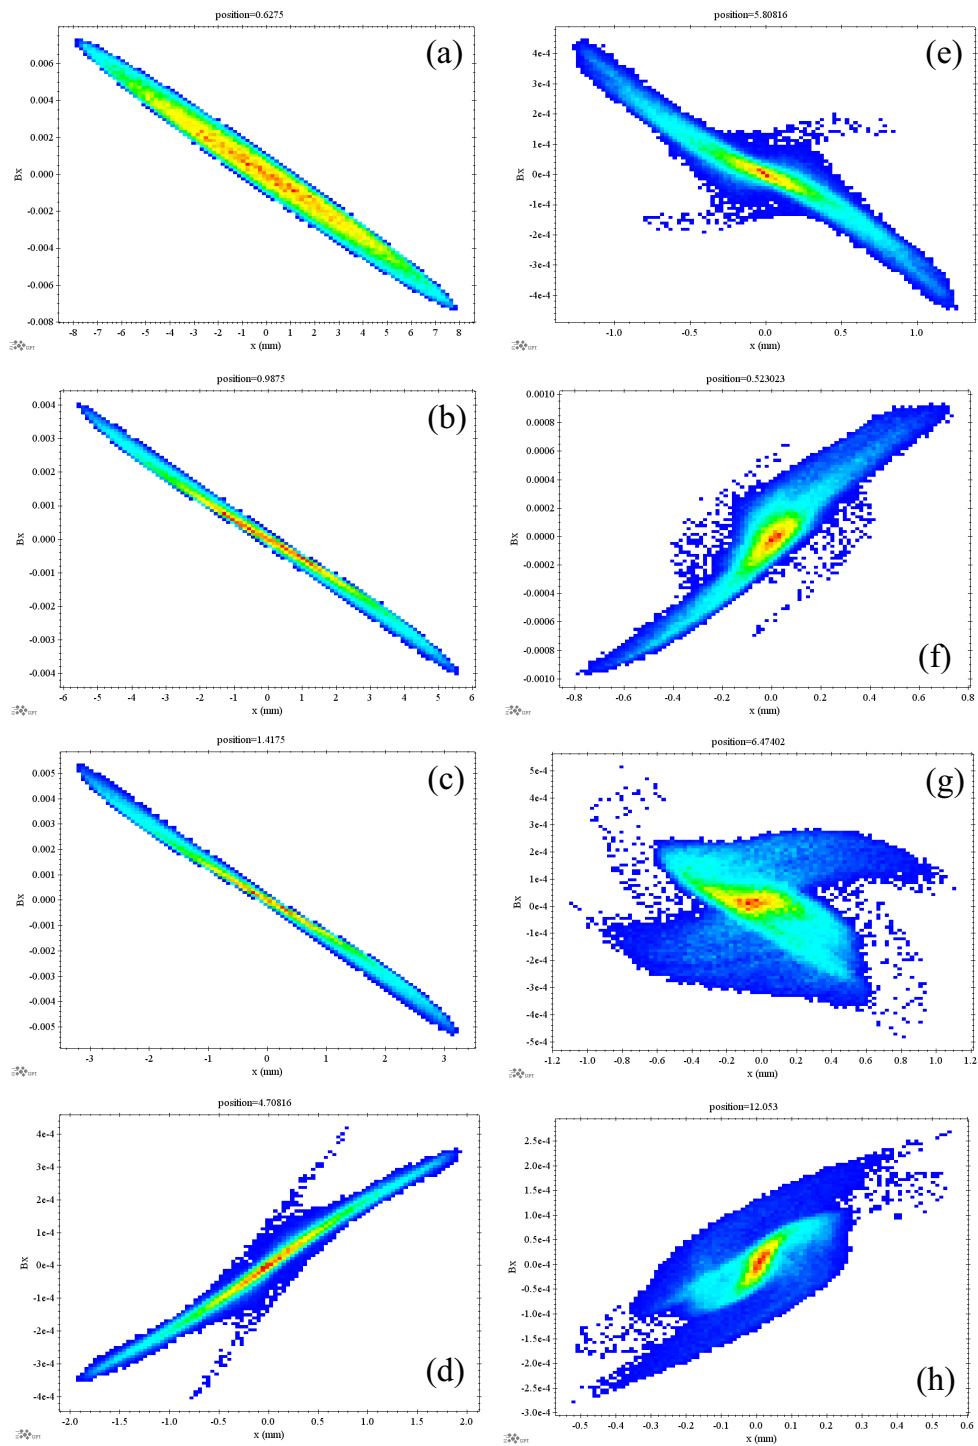 position=0.6275
(a)
0.006
0.004
0.002
0.000
-0.002
-0.004
-0.006
-0.008
Bx
-8 -7 -6 -5 -4 -3 -2 -1 0 1 2 3 4 5 6 7 8
x (mm)
GPT
position=0.9875
(b)
0.004
0.003
0.002
0.001
0.000
-0.001
-0.002
-0.003
-0.004
Bx
-6 -5 -4 -3 -2 -1 0 1 2 3 4 5 6
x (mm)
GPT
position=1.4175
(c)
0.005
0.004
0.003
0.002
0.001
0.000
-0.001
-0.002
-0.003
-0.004
-0.005
Bx
-3 -2 -1 0 1 2 3
x (mm)
GPT
position=4.70816
4e-4
3e-4
2e-4
1e-4
0e-4
-1e-4
-2e-4
-3e-4
-4e-4
Bx
(d)
-2.0 -1.5 -1.0 -0.5 0.0 0.5 1.0 1.5 2.0
x (mm)
GPT
position=5.80816
(e)
4e-4
3e-4
2e-4
1e-4
0e-4
-1e-4
-2e-4
-3e-4
-4e-4
Bx
-1.0 -0.5 0.0 0.5 1.0
x (mm)
GPT
position=0.523023
0.0010
0.0008
0.0006
0.0004
0.0002
0.0000
-0.0002
-0.0004
-0.0006
-0.0008
-0.0010
Bx
(f)
-0.8 -0.6 -0.4 -0.2 0.0 0.2 0.4 0.6 0.8
x (mm)
GPT
position=6.47402
(g)
5e-4
4e-4
3e-4
2e-4
1e-4
0e-4
-1e-4
-2e-4
-3e-4
-4e-4
-5e-4
Bx
-1.2 -1.0 -0.8 -0.6 -0.4 -0.2 0.0 0.2 0.4 0.6 0.8 1.0 1.2
x (mm)
GPT
position=12.053
2.5e-4
2.0e-4
1.5e-4
1.0e-4
0.5e-4
0.0e-4
-0.5e-4
-1.0e-4
-1.5e-4
-2.0e-4
-2.5e-4
-3.0e-4
Bx
(h)
-0.5 -0.4 -0.3 -0.2 -0.1 0.0 0.1 0.2 0.3 0.4 0.5 0.6
x (mm)
GPT